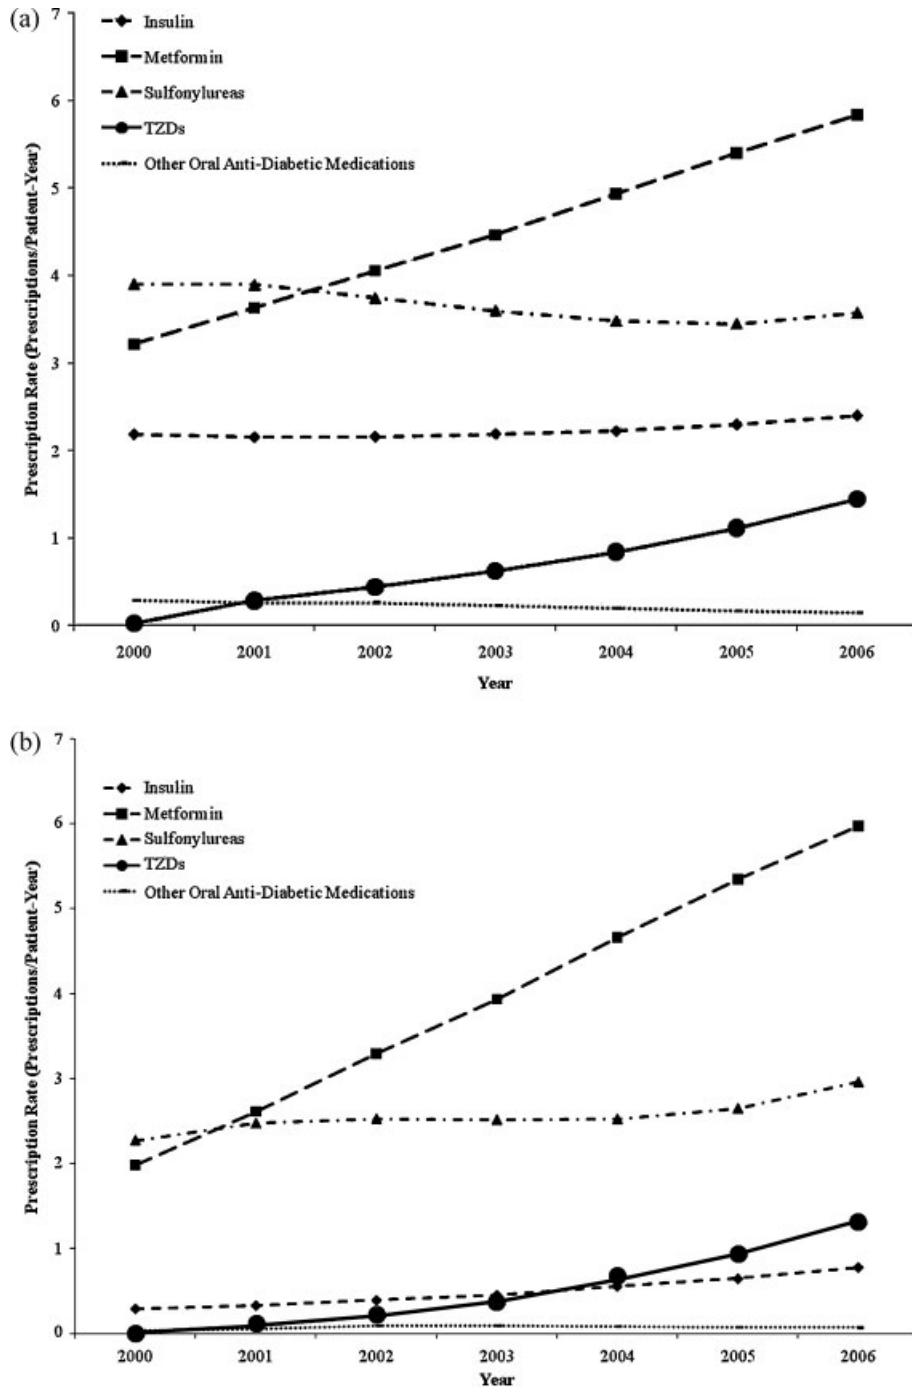 (a)
7
6
5
4
3
2
1
0
Prescription Rate (Prescriptions/Patient-Year)
Insulin
Metformin
Sulfonylureas
TZDs
Other Oral Anti-Diabetic Medications
2000 2001 2002 2003 2004 2005 2006
Year
(b)
7
6
5
4
3
2
1
0
Prescription Rate (Prescriptions/Patient-Year)
Insulin
Metformin
Sulfonylureas
TZDs
Other Oral Anti-Diabetic Medications
2000 2001 2002 2003 2004 2005 2006
Year